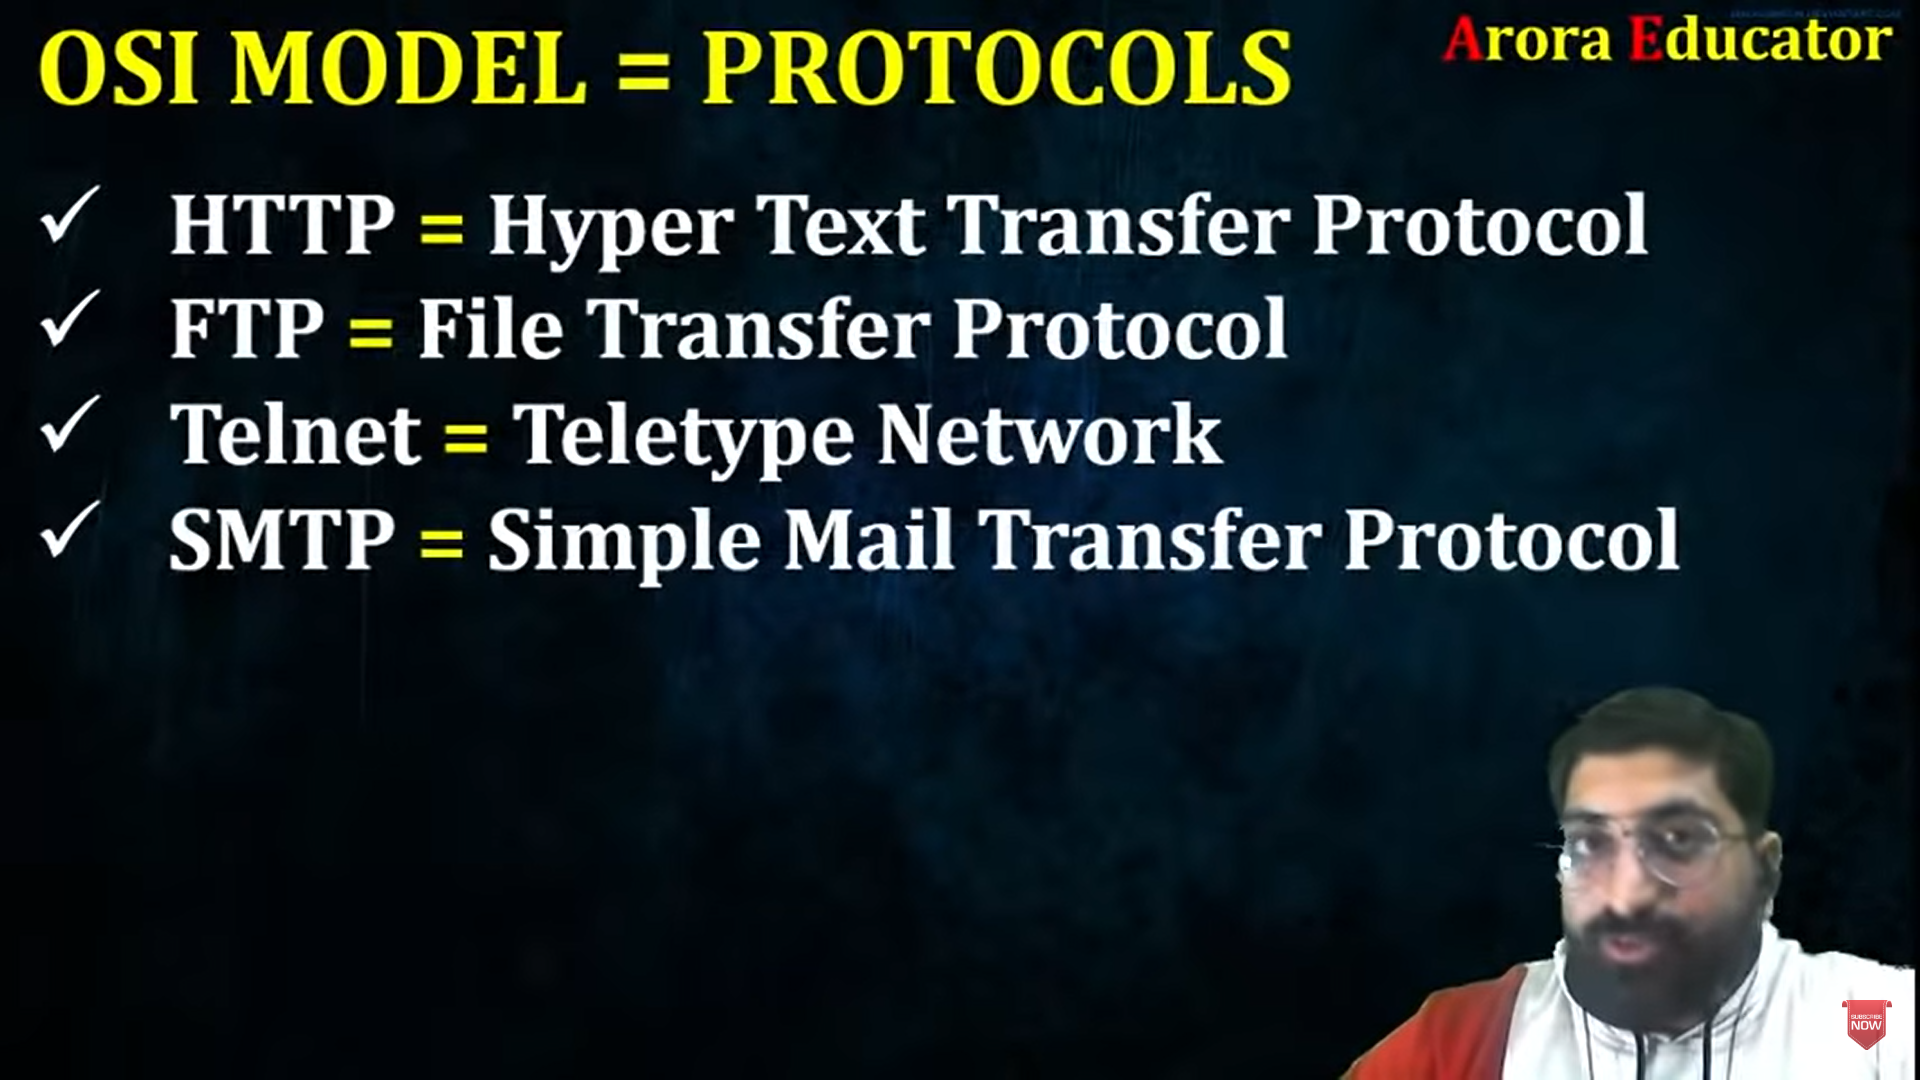 OSI MODEL = PROTOCOLS
Arora Educator
✓ HTTP = Hyper Text Transfer Protocol
✓ FTP = File Transfer Protocol
✓ Telnet = Teletype Network
✓ SMTP = Simple Mail Transfer Protocol
SUBSCRIBE
NOW